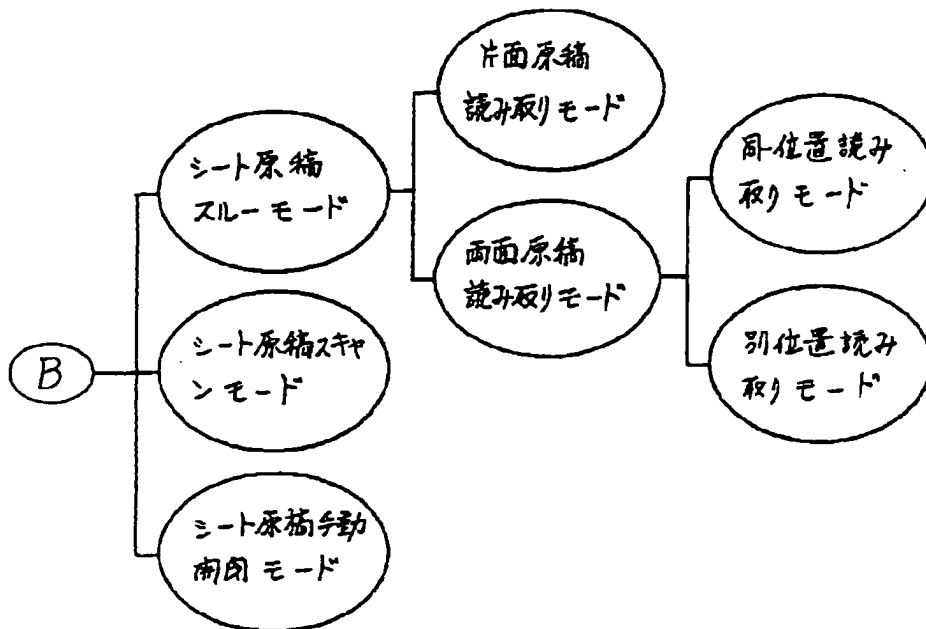 片面原稿
読み取りモード
シート原稿
スルーモード
同一位置読み
取りモード
両面原稿
読み取りモード
シート原稿スキャ
ンモード
別位置読み
取りモード
B
シート原稿手動
開閉モード